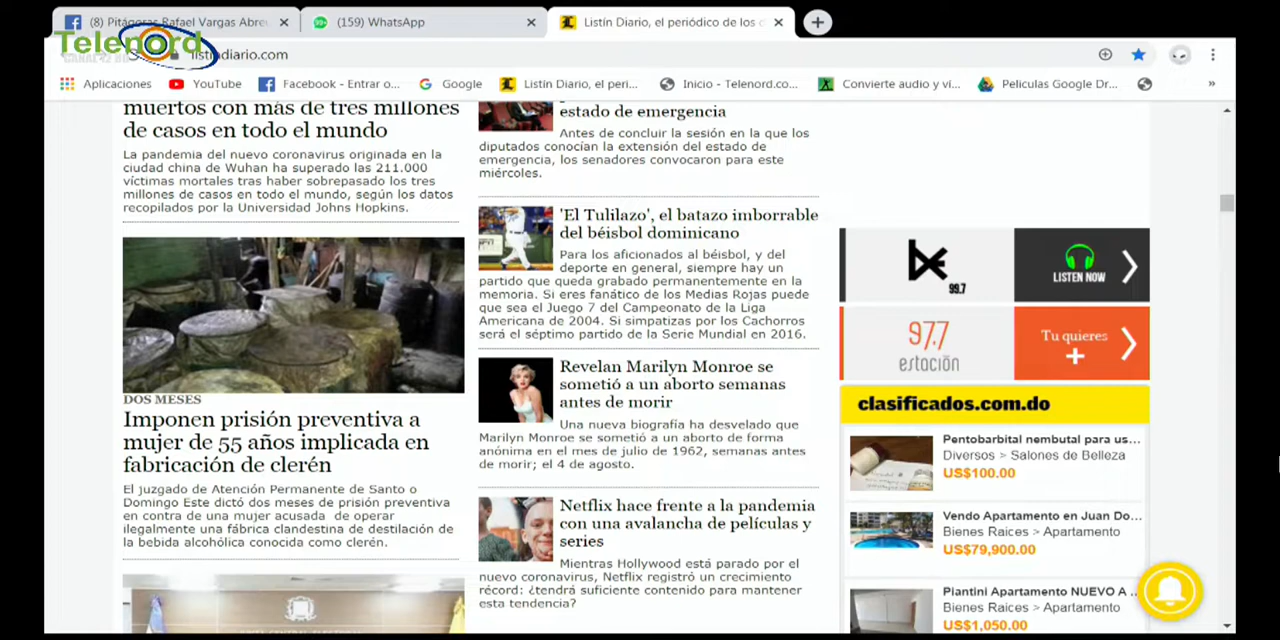 (8) Pitágoras Rafael Vargas Abreu
(159) WhatsApp
Listín Diario, el periódico de los
Telenord
CANAL 12
listindiario.com
Aplicaciones
YouTube
Facebook - Entrar o...
Google
Listín Diario, el peri...
Inicio - Telenord.co...
Convierte audio y ví...
Peliculas Google Dr...
»
muertos con más de tres millones
de casos en todo el mundo
La pandemia del nuevo coronavirus originada en la
ciudad china de Wuhan ha superado las 211.000
víctimas mortales tras haber sobrepasado los tres
millones de casos en todo el mundo, según los datos
recopilados por la Universidad Johns Hopkins.
DOS MESES
Imponen prisión preventiva a
mujer de 55 años implicada en
fabricación de clerén
El juzgado de Atención Permanente de Santo o
Domingo Este dictó dos meses de prisión preventiva
en contra de una mujer acusada de operar
ilegalmente una fábrica clandestina de destilación de
la bebida alcohólica conocida como clerén.
estado de emergencia
Antes de concluir la sesión en la que los
diputados conocían la extensión del estado de
emergencia, los senadores convocaron para este
miércoles.
'El Tulilazo', el batazo imborrable
del béisbol dominicano
Para los aficionados al béisbol, y del
deporte en general, siempre hay un
partido que queda grabado permanentemente en la
memoria. Si eres fanático de los Medias Rojas puede
que sea el Juego 7 del Campeonato de la Liga
Americana de 2004. Si simpatizas por los Cachorros
será el séptimo partido de la Serie Mundial en 2016.
Revelan Marilyn Monroe se
sometió a un aborto semanas
antes de morir
Una nueva biografía ha desvelado que
Marilyn Monroe se sometió a un aborto de forma
anónima en el mes de julio de 1962, semanas antes
de morir; el 4 de agosto.
Netflix hace frente a la pandemia
con una avalancha de películas y
series
Mientras Hollywood está parado por el
nuevo coronavirus, Netflix registró un crecimiento
récord: ¿tendrá suficiente contenido para mantener
esta tendencia?
99.7
LISTEN NOW
97.7
estación
Tu quieres
+
clasificados.com.do
Pentobarbital nembutal para us...
Diversos > Salones de Belleza
US$100.00
Vendo Apartamento en Juan Do...
Bienes Raices > Apartamento
US$79,900.00
Piantini Apartamento NUEVO A ...
Bienes Raices > Apartamento
US$1,050.00